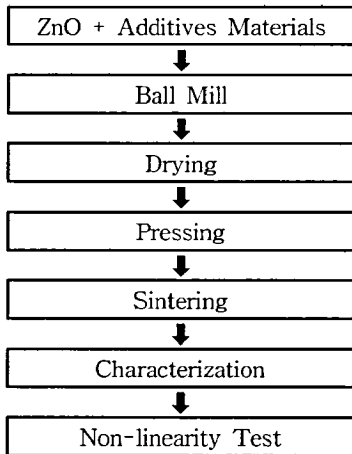 ZnO + Additives Materials
Ball Mill
Drying
Pressing
Sintering
Characterization
Non-linearity Test